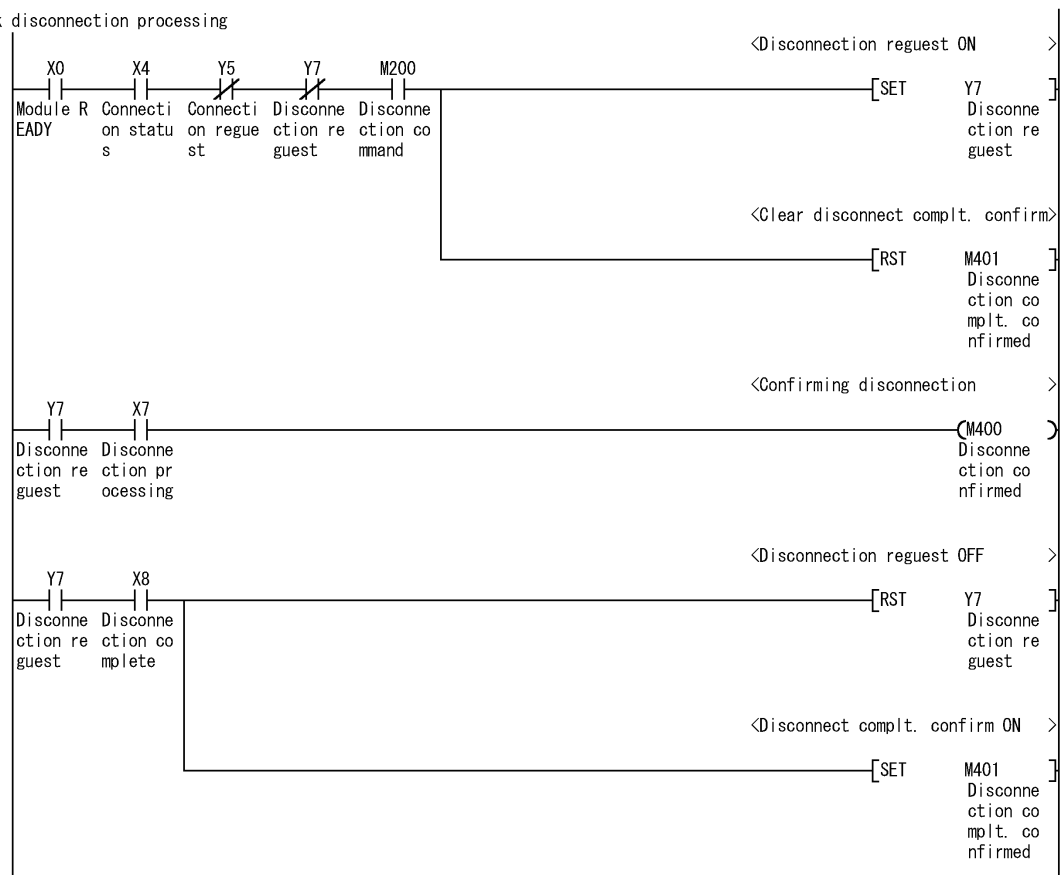 disconnection processing
<Disconnection reguest ON >
X0 X4 Y5 Y7 M200
[SET Y7 ]
Module R Connecti Connecti Disconne Disconne Disconne
EADY on statu on regue ction re ction co ction re
s st guest mmand guest
<Clear disconnect complt. confirm>
[RST M401 ]
Disconne
ction co
mplt. co
nfirmed
<Confirming disconnection >
Y7 X7
(M400 )
Disconne Disconne Disconne
ction re ction pr ction co
guest ocessing nfirmed
<Disconnection reguest OFF >
Y7 X8
[RST Y7 ]
Disconne Disconne Disconne
ction re ction co ction re
guest mplete guest
<Disconnect complt. confirm ON >
[SET M401 ]
Disconne
ction co
mplt. co
nfirmed